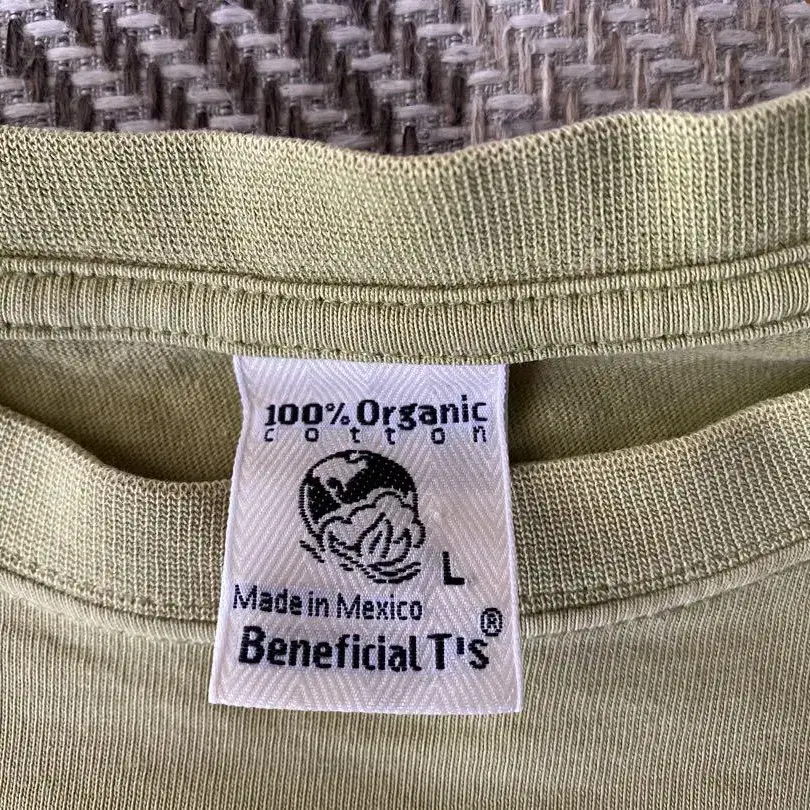 100% Organic
cotton
L
Made in Mexico
Beneficial T's®